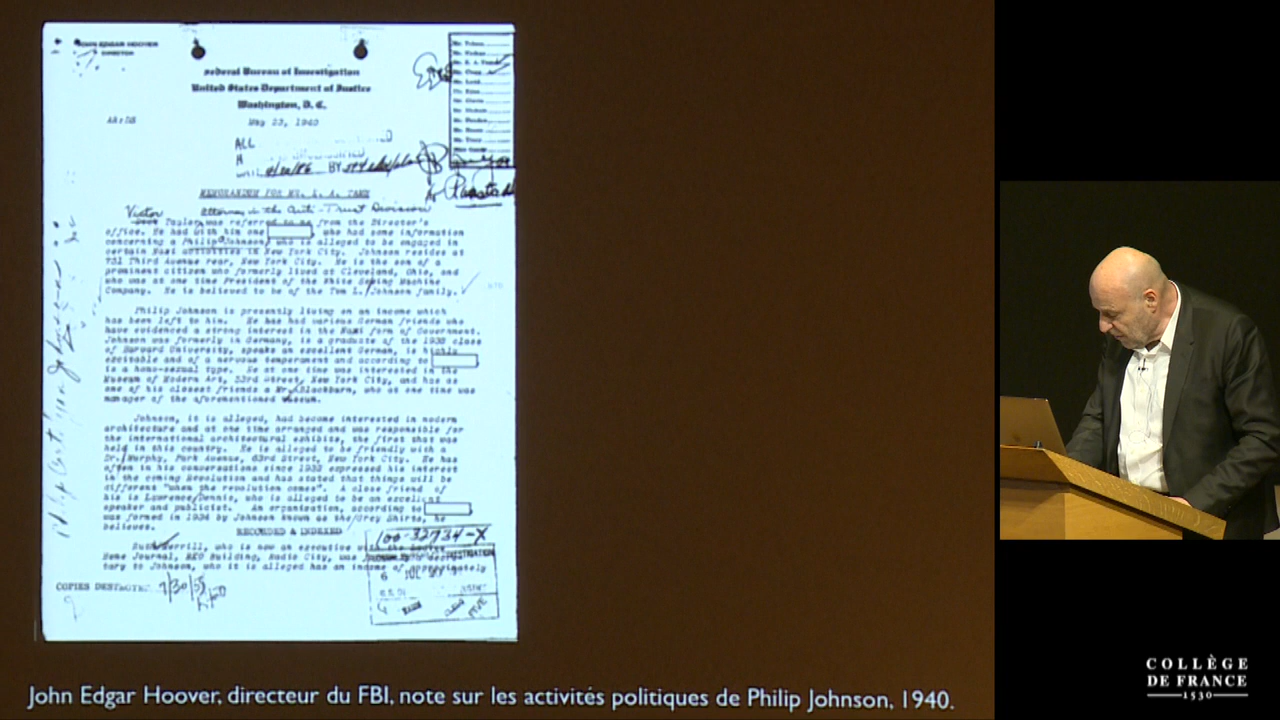 JOHN EDGAR HOOVER
DIRECTOR
Federal Bureau of Investigation
United States Department of Justice
Washington, D. C.
May 23, 1940
ALL
BY
MEMORANDUM FOR MR. L. A. TAMM
Victor attorney in the Anti-Trust Division
Taylor was referred to me from the Director's
office. He had with him one who had some information
concerning a Philip Johnson, who is alleged to be engaged in
certain Nazi activities in New York City. Johnson resides at
751 Third Avenue rear, New York City. He is the son of a
prominent citizen who formerly lived at Cleveland, Ohio, and
who was at one time President of the White Sewing Machine
Company. He is believed to be of the Tom L. Johnson family.
Philip Johnson is presently living on an income which
has been left to him. He has had various German friends who
have evidenced a strong interest in the Nazi form of Government.
Johnson was formerly in Germany, is a graduate of the class
of Harvard University, speaks an excellent German, is highly
excitable and of a nervous temperament and according to
is a homo-sexual type. He at one time was interested in the
Museum of Modern Art, 53rd Street, New York City, and has as
one of his closest friends a Mr. Blackburn, who at one time was
manager of the aforementioned museum.
Johnson, it is alleged, had become interested in modern
architecture and at one time arranged and was responsible for
the international architectural exhibits, the first that was
held in this country. He is alleged to be friendly with a
Dr. Murphy, Park Avenue, 63rd Street, New York City. He has
often in his conversations since 1932 expressed his interest
in the coming Revolution and has stated that things will be
different "when the revolution comes". A close friend of
his is Lawrence Dennis, who is alleged to be an excellent
speaker and publicist. An organization, according to
was formed in 1934 by Johnson known as the Grey Shirts, he
believes.
RECORDED & INDEXED
100-32734-X
Ruth Merrill, who is now an executive with the
Home Journal, RKO Building, Radio City, was
tary to Johnson, who it is alleged has an income of approximately
COPIES DESTROYED
John Edgar Hoover, directeur du FBI, note sur les activités politiques de Philip Johnson, 1940.
COLLÈGE
DE FRANCE
1530